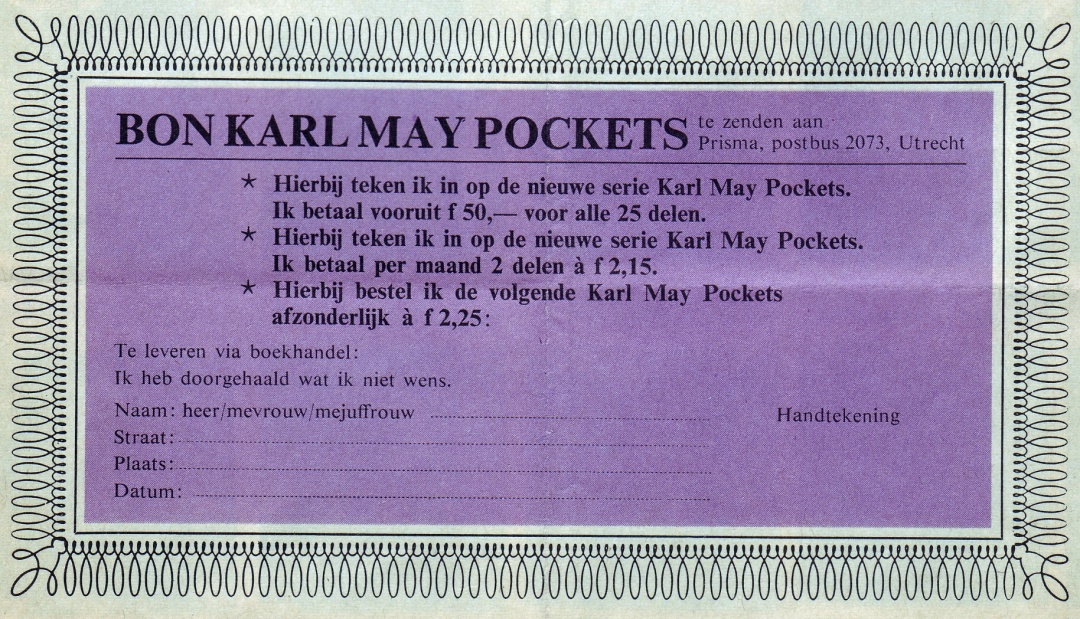 BON KARL MAY POCKETS te zenden aan
Prisma, postbus 2073, Utrecht
* Hierbij teken ik in op de nieuwe serie Karl May Pockets.
Ik betaal vooruit f 50,— voor alle 25 delen.
* Hierbij teken ik in op de nieuwe serie Karl May Pockets.
Ik betaal per maand 2 delen à f 2,15.
* Hierbij bestel ik de volgende Karl May Pockets
afzonderlijk à f 2,25:
Te leveren via boekhandel:
Ik heb doorgehaald wat ik niet wens.
Naam: heer/mevrouw/mejuffrouw
Handtekening
Straat:
Plaats:
Datum: